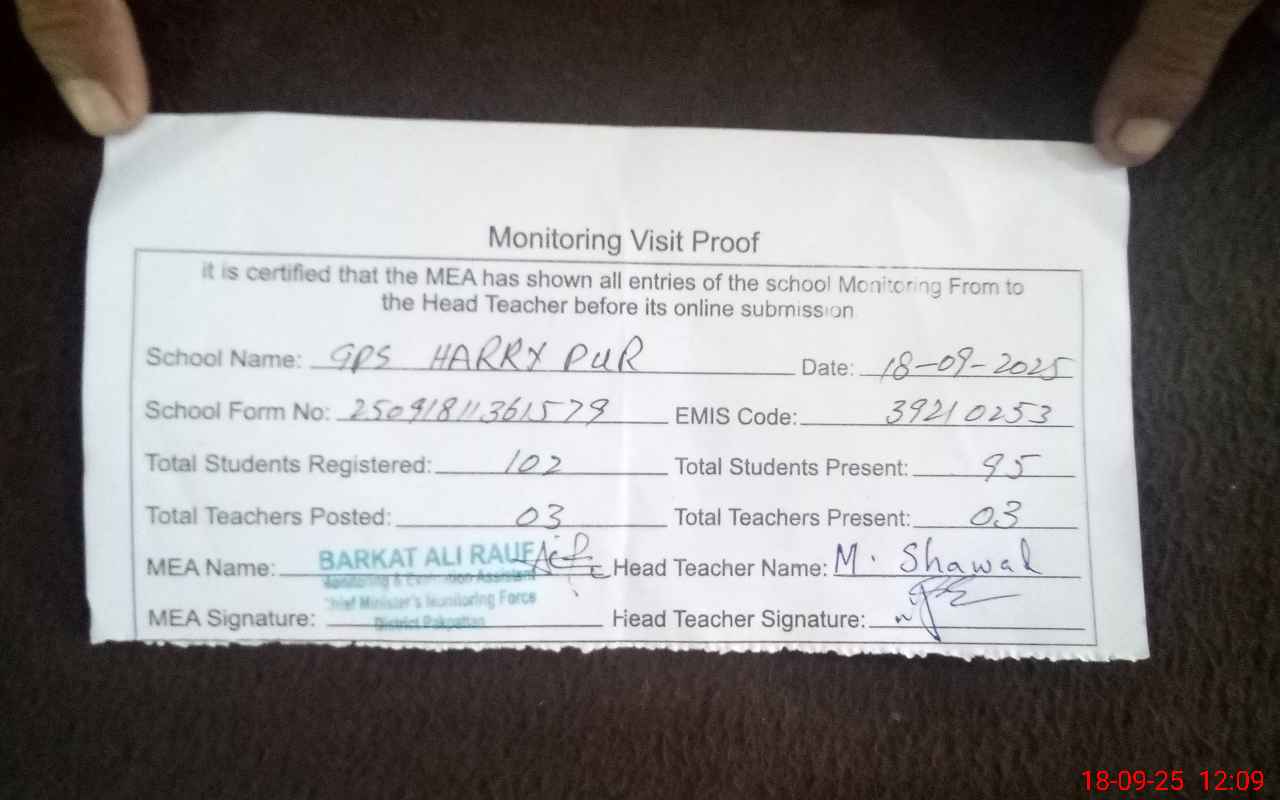 Monitoring Visit Proof
it is certified that the MEA has shown all entries of the school Monitoring From to
the Head Teacher before its online submission
School Name: GPS HARRY PUR Date: 18-09-2025
School Form No: 25091811361579 EMIS Code: 39210253
Total Students Registered: 102 Total Students Present: 95
Total Teachers Posted: 03 Total Teachers Present: 03
MEA Name: BARKAT ALI RAUF Head Teacher Name: M. Shawal
Monitoring & Evaluation Assistant
Chief Minister's Monitoring Force
MEA Signature: District Pakpattan Head Teacher Signature:
18-09-25 12:09